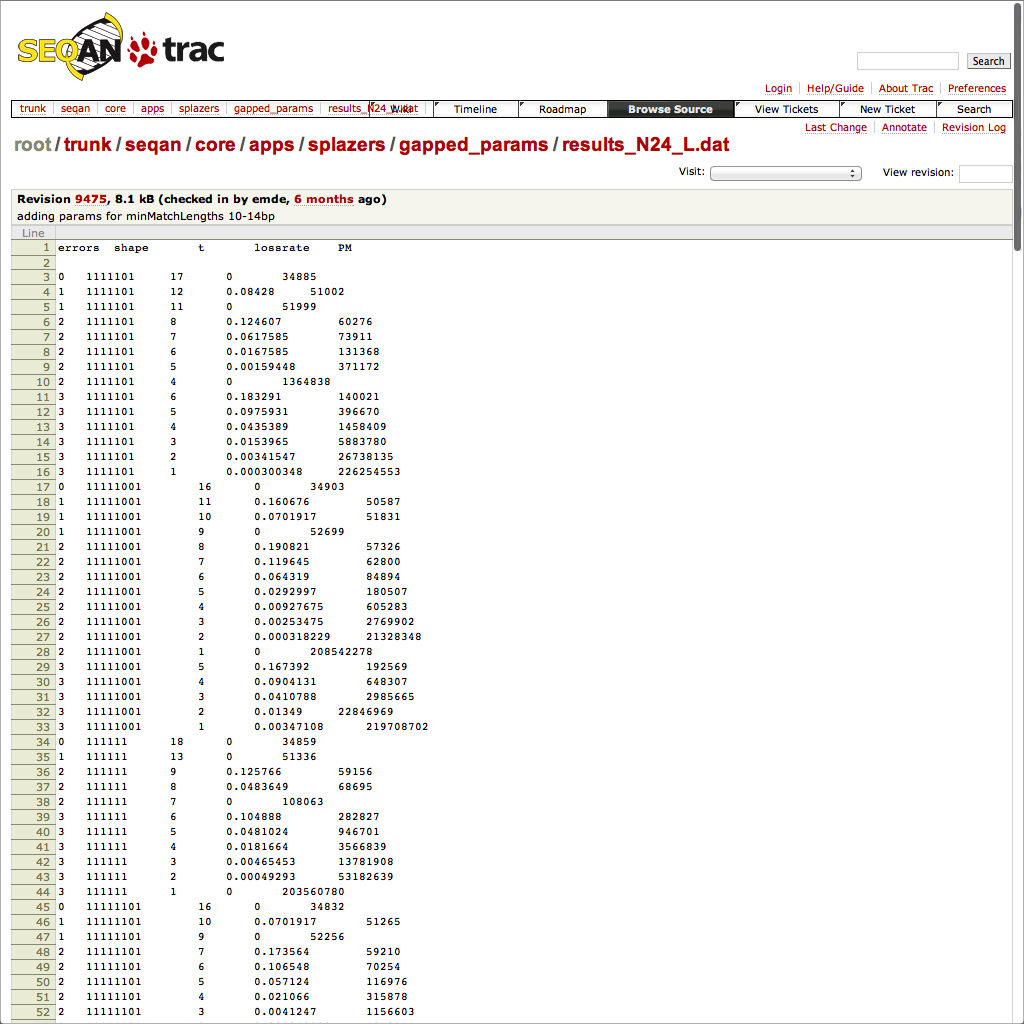 SEQAN trac
Search
Login Help/Guide About Trac Preferences
trunk seqan core apps splazers gapped_params results_N24_L.dat Wiki Timeline Roadmap Browse Source View Tickets New Ticket Search
Last Change Annotate Revision Log
root/trunk/seqan/core/apps/splazers/gapped_params/results_N24_L.dat
Visit: View revision:
Revision 9475, 8.1 kB (checked in by emde, 6 months ago)
adding params for minMatchLengths 10-14bp
Line
1 errors shape t lossrate PM
2
3 0 1111101 17 0 34885
4 1 1111101 12 0.08428 51002
5 1 1111101 11 0 51999
6 2 1111101 8 0.124607 60276
7 2 1111101 7 0.0617585 73911
8 2 1111101 6 0.0167585 131368
9 2 1111101 5 0.00159448 371172
10 2 1111101 4 0 1364838
11 3 1111101 6 0.183291 140021
12 3 1111101 5 0.0975931 396670
13 3 1111101 4 0.0435389 1458409
14 3 1111101 3 0.0153965 5883780
15 3 1111101 2 0.00341547 26738135
16 3 1111101 1 0.000300348 226254553
17 0 11111001 16 0 34903
18 1 11111001 11 0.160676 50587
19 1 11111001 10 0.0701917 51831
20 1 11111001 9 0 52699
21 2 11111001 8 0.190821 57326
22 2 11111001 7 0.119645 62800
23 2 11111001 6 0.064319 84894
24 2 11111001 5 0.0292997 180507
25 2 11111001 4 0.00927675 605283
26 2 11111001 3 0.00253475 2769902
27 2 11111001 2 0.000318229 21328348
28 2 11111001 1 0 208542278
29 3 11111001 5 0.167392 192569
30 3 11111001 4 0.0904131 648307
31 3 11111001 3 0.0410788 2985665
32 3 11111001 2 0.01349 22846969
33 3 11111001 1 0.00347108 219708702
34 0 111111 18 0 34859
35 1 111111 13 0 51336
36 2 111111 9 0.125766 59156
37 2 111111 8 0.0483649 68695
38 2 111111 7 0 108063
39 3 111111 6 0.104888 282827
40 3 111111 5 0.0481024 946701
41 3 111111 4 0.0181664 3566839
42 3 111111 3 0.00465453 13781908
43 3 111111 2 0.00049293 53182639
44 3 111111 1 0 203560780
45 0 11111101 16 0 34832
46 1 11111101 10 0.0701917 51265
47 1 11111101 9 0 52256
48 2 11111101 7 0.173564 59210
49 2 11111101 6 0.106548 70254
50 2 11111101 5 0.057124 116976
51 2 11111101 4 0.021066 315878
52 2 11111101 3 0.0041247 1156603